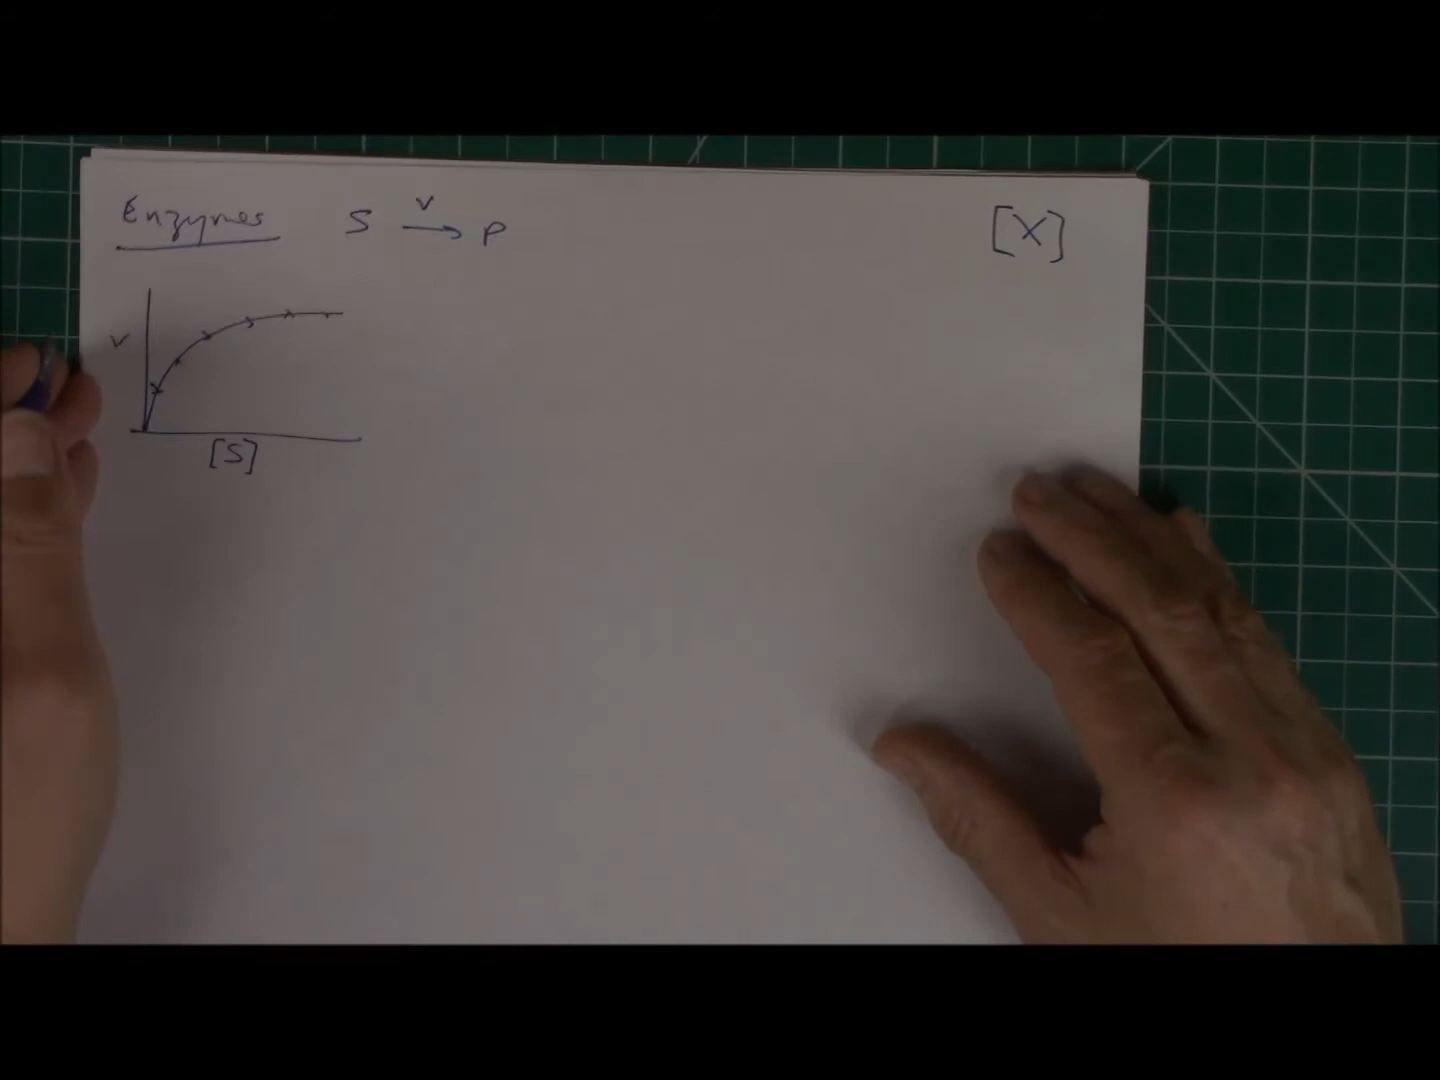 Enzymes S v → P [X]
v
[S]